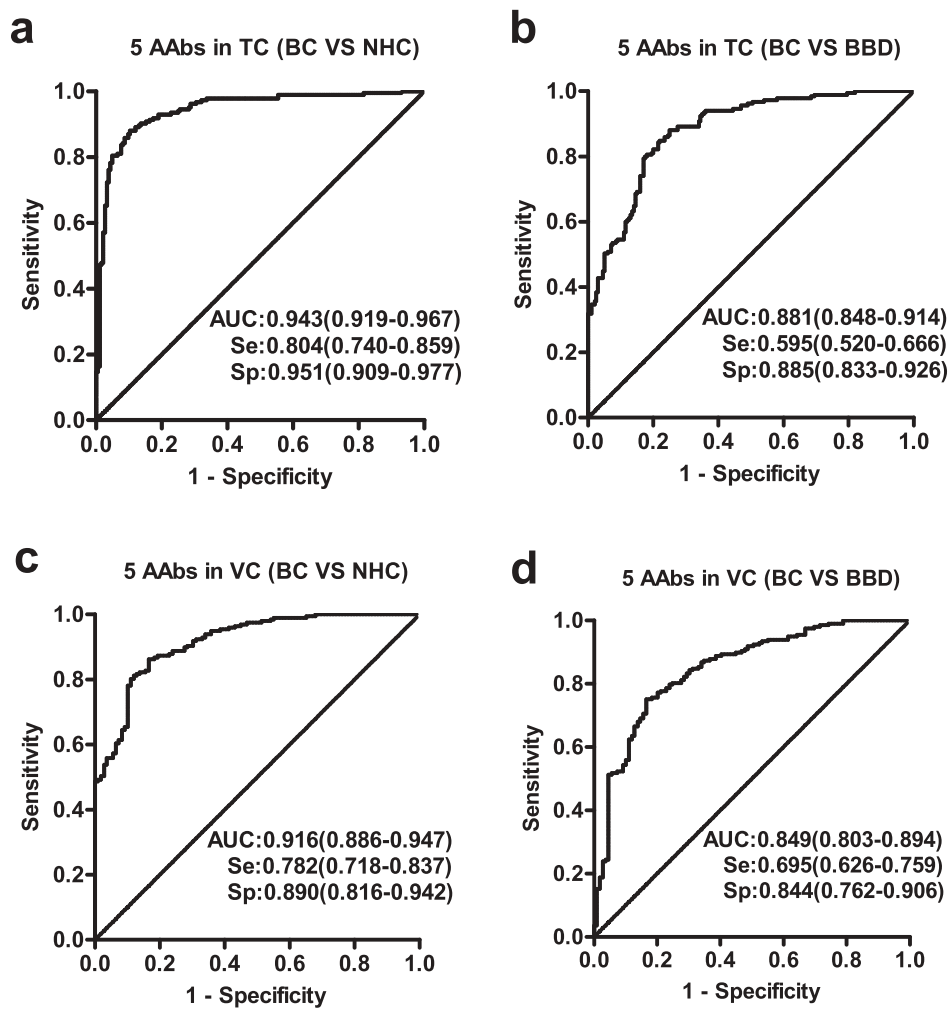 a
5 AAbs in TC (BC VS NHC)
1.0
0.8
0.6
0.4
0.2
0.0
Sensitivity
AUC:0.943(0.919-0.967)
Se:0.804(0.740-0.859)
Sp:0.951(0.909-0.977)
0.0 0.2 0.4 0.6 0.8 1.0
1 - Specificity
b
5 AAbs in TC (BC VS BBD)
1.0
0.8
0.6
0.4
0.2
0.0
Sensitivity
AUC:0.881(0.848-0.914)
Se:0.595(0.520-0.666)
Sp:0.885(0.833-0.926)
0.0 0.2 0.4 0.6 0.8 1.0
1 - Specificity
c
5 AAbs in VC (BC VS NHC)
1.0
0.8
0.6
0.4
0.2
0.0
Sensitivity
AUC:0.916(0.886-0.947)
Se:0.782(0.718-0.837)
Sp:0.890(0.816-0.942)
0.0 0.2 0.4 0.6 0.8 1.0
1 - Specificity
d
5 AAbs in VC (BC VS BBD)
1.0
0.8
0.6
0.4
0.2
0.0
Sensitivity
AUC:0.849(0.803-0.894)
Se:0.695(0.626-0.759)
Sp:0.844(0.762-0.906)
0.0 0.2 0.4 0.6 0.8 1.0
1 - Specificity